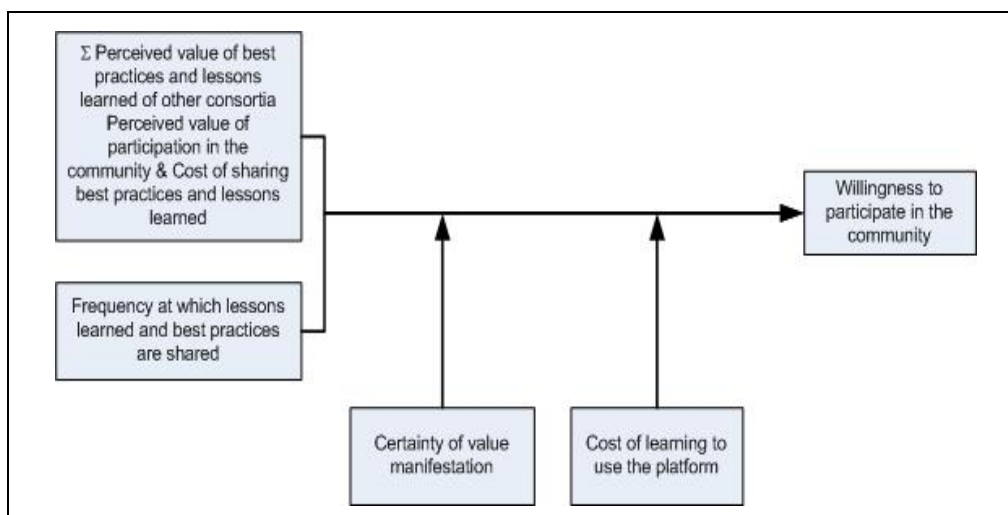 Σ Perceived value of best
practices and lessons
learned of other consortia
Perceived value of
participation in the
community & Cost of sharing
best practices and lessons
learned
Willingness to
participate in the
community
Frequency at which lessons
learned and best practices
are shared
Certainty of value
manifestation
Cost of learning to
use the platform